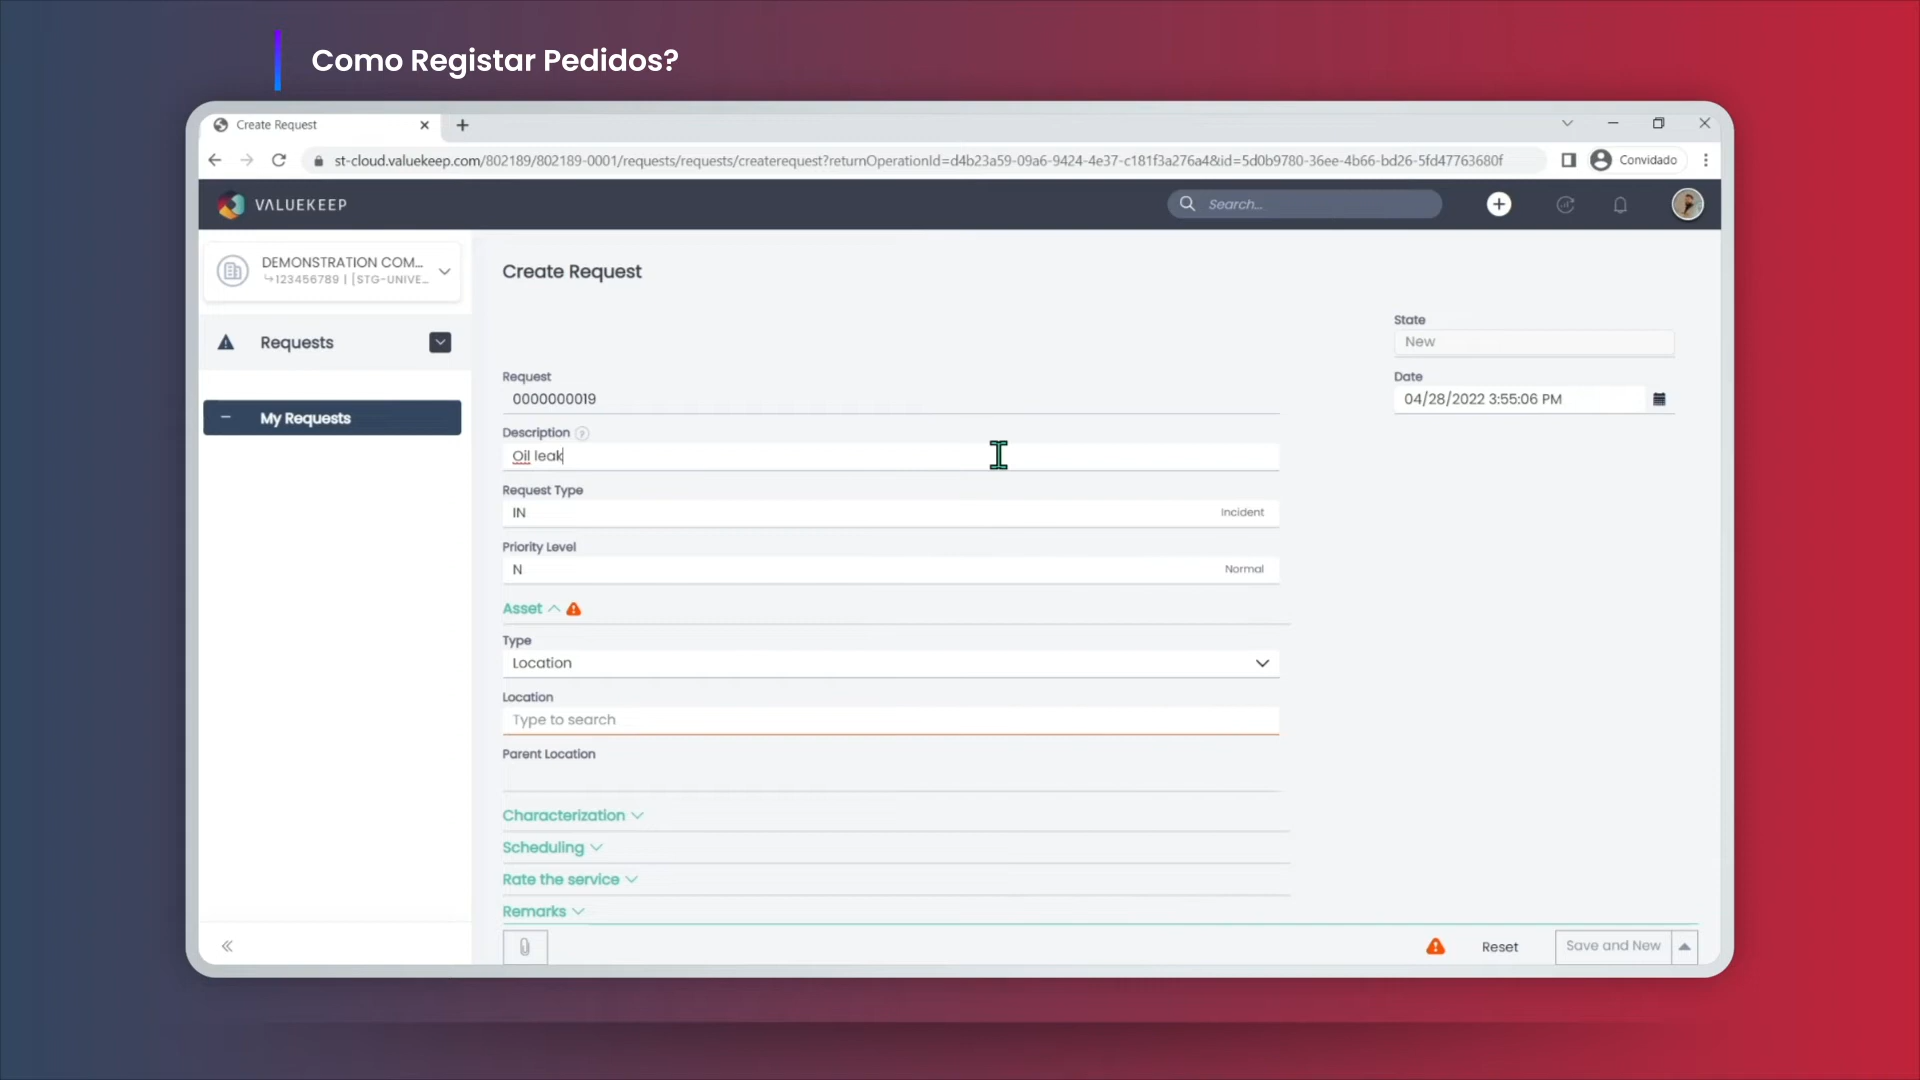 Como Registar Pedidos?
Create Request
st-cloud.valuekeep.com/802189/802189-0001/requests/requests/createrequest?returnOperationId=d4b23a59-09a6-9424-4e37-c181f3a276a4&id=5d0b9780-36ee-4b66-bd26-5fd47763680f
Convidado
VALUEKEEP
Search...
DEMONSTRATION COM...
123456789 | [STG-UNIVE...
Requests
My Requests
Create Request
State
New
Request
0000000019
Date
04/28/2022 3:55:06 PM
Description ?
Oil leak
Request Type
IN Incident
Priority Level
N Normal
Asset
Type
Location
Location
Type to search
Parent Location
Characterization
Scheduling
Rate the service
Remarks
Reset
Save and New